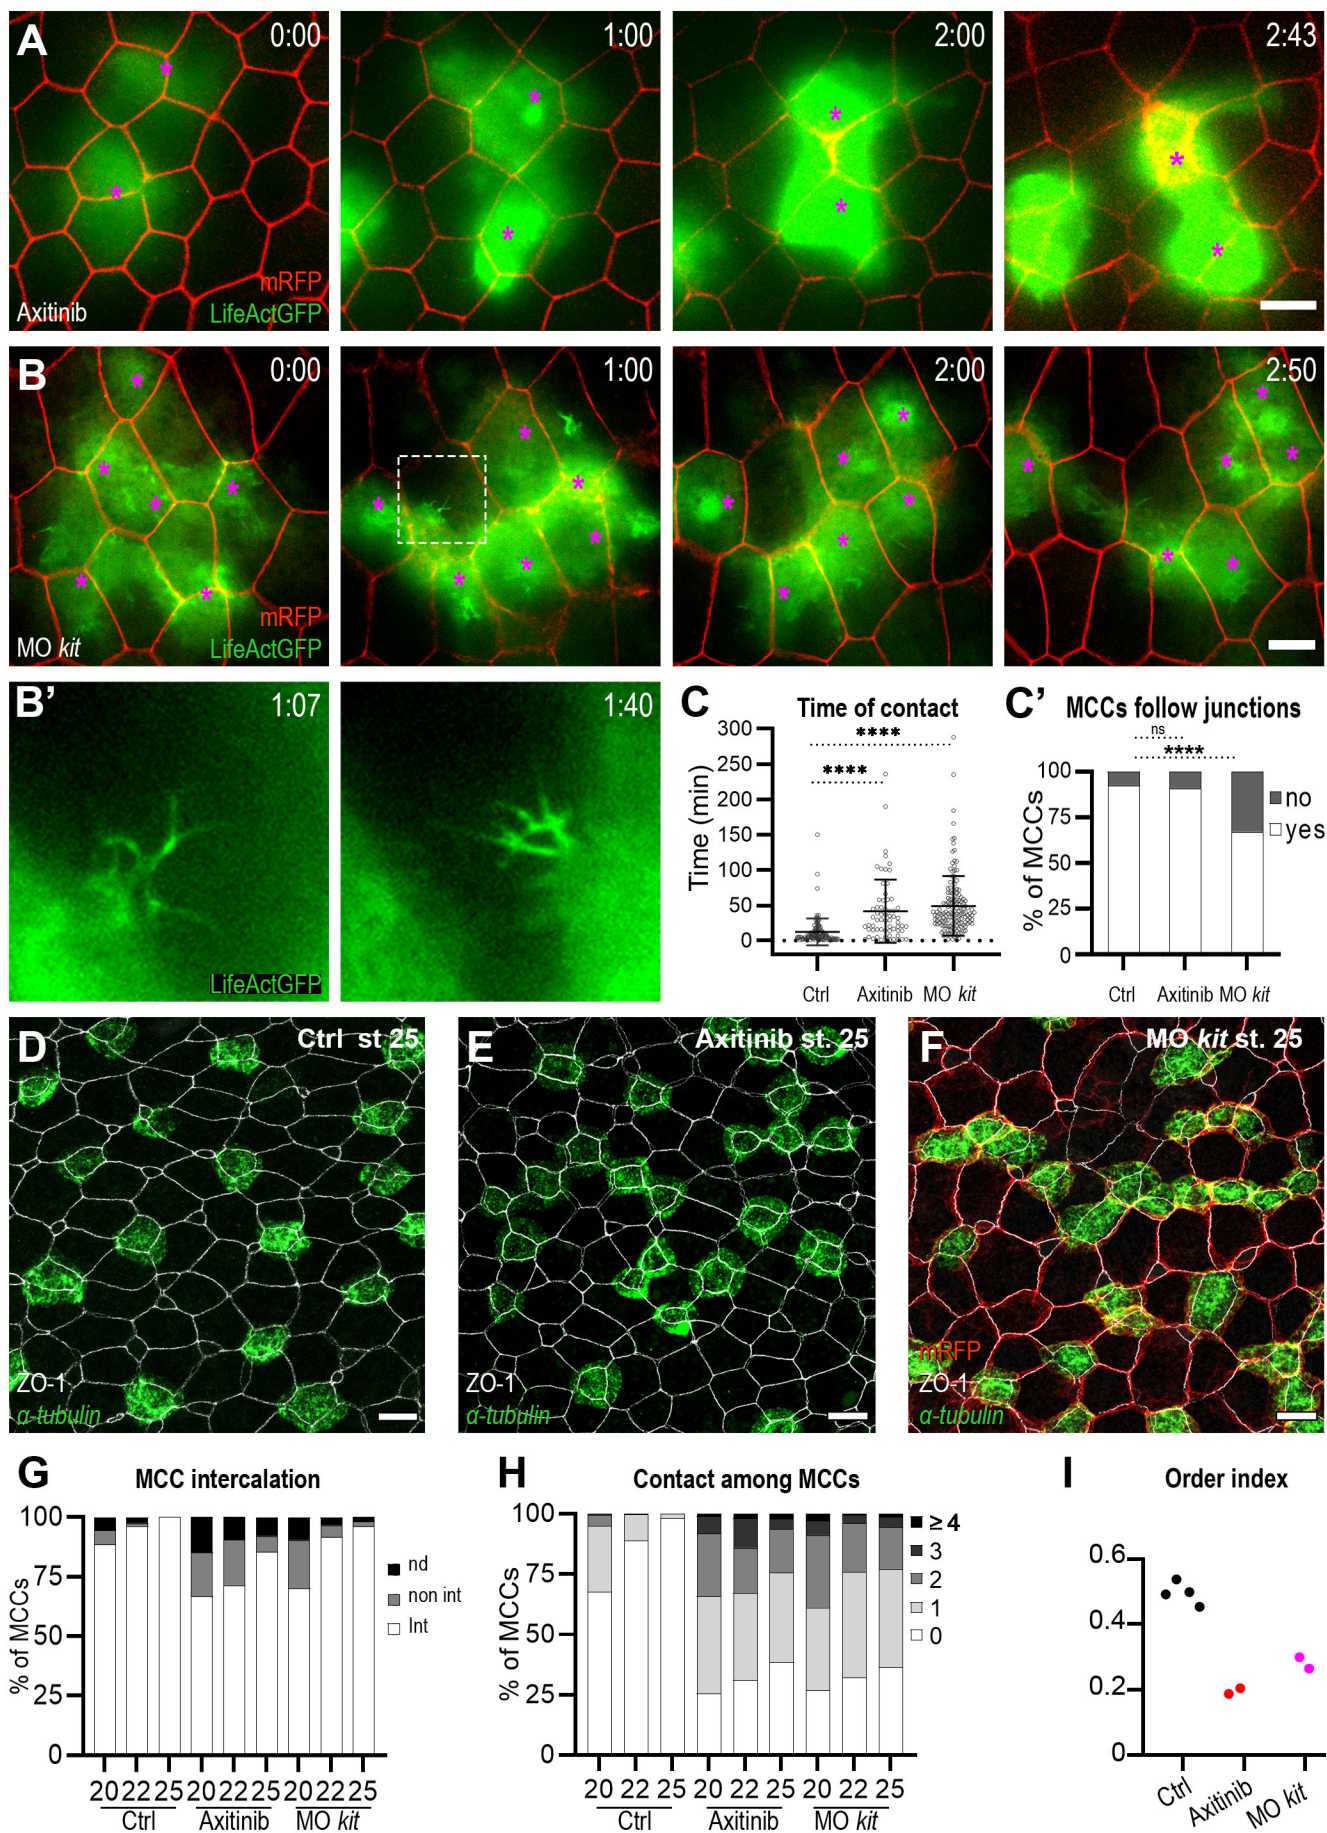 A
0:00
1:00
2:00
2:43
mRFP
Axitinib
LifeActGFP
B
0:00
1:00
2:00
2:50
mRFP
MO kit
LifeActGFP
B’
1:07
1:40
LifeActGFP
C
Time of contact
****
****
300
250
200
150
100
50
0
Time (min)
Ctrl
Axitinib
MO kit
C’
MCCs follow junctions
ns
****
100
75
50
25
0
% of MCCs
no
yes
Ctrl
Axitinib
MO kit
D
Ctrl st 25
ZO-1
α-tubulin
E
Axitinib st. 25
ZO-1
α-tubulin
F
MO kit st. 25
mRFP
ZO-1
α-tubulin
G
MCC intercalation
100
75
50
25
0
% of MCCs
nd
non int
Int
20 22 25 20 22 25 20 22 25
Ctrl
Axitinib
MO kit
H
Contact among MCCs
100
75
50
25
0
% of MCCs
≥ 4
3
2
1
0
20 22 25 20 22 25 20 22 25
Ctrl
Axitinib
MO kit
I
Order index
0.6
0.4
0.2
0
Ctrl
Axitinib
MO kit